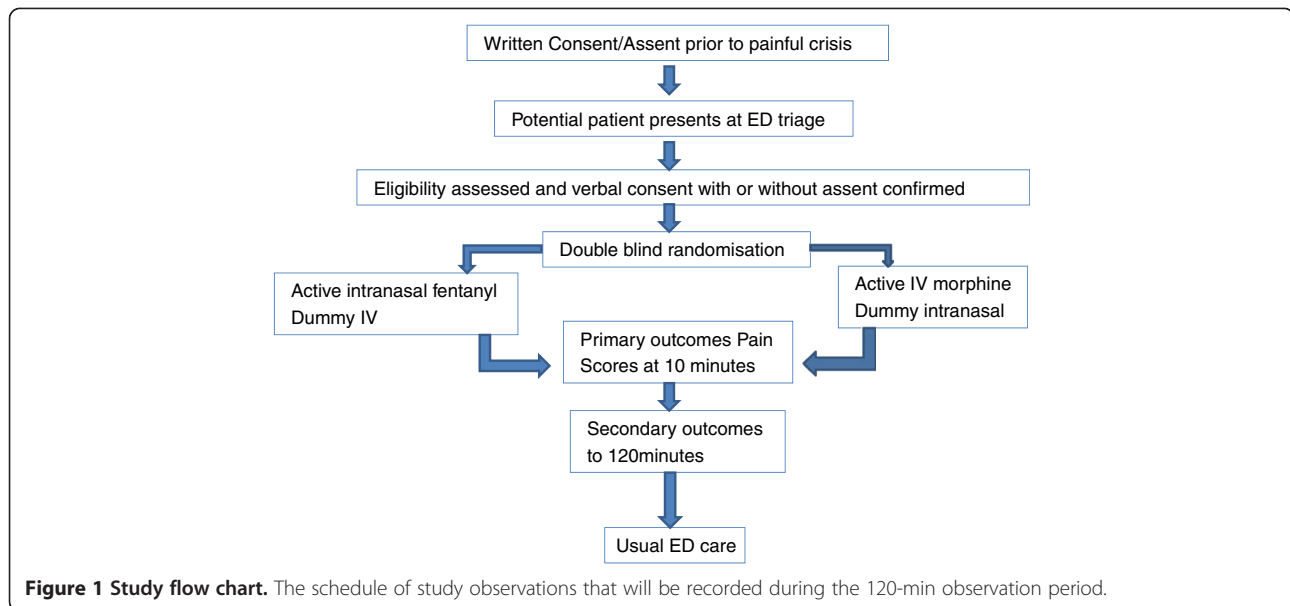 Written Consent/Assent prior to painful crisis
Potential patient presents at ED triage
Eligibility assessed and verbal consent with or without assent confirmed
Double blind randomisation
Active intranasal fentanyl
Dummy IV
Active IV morphine
Dummy intranasal
Primary outcomes Pain
Scores at 10 minutes
Secondary outcomes
to 120minutes
Usual ED care
Figure 1 Study flow chart. The schedule of study observations that will be recorded during the 120-min observation period.